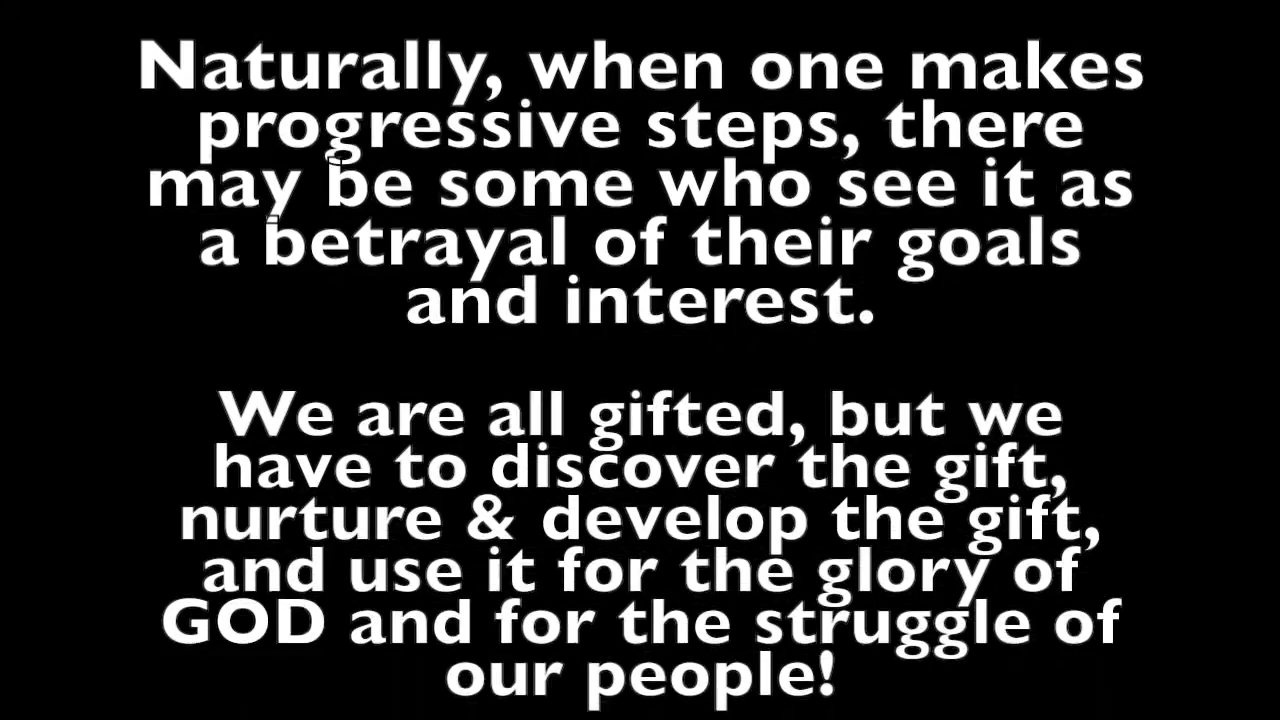 Naturally, when one makes
progressive steps, there
may be some who see it as
a betrayal of their goals
and interest.
We are all gifted, but we
have to discover the gift,
nurture & develop the gift,
and use it for the glory of
GOD and for the struggle of
our people!